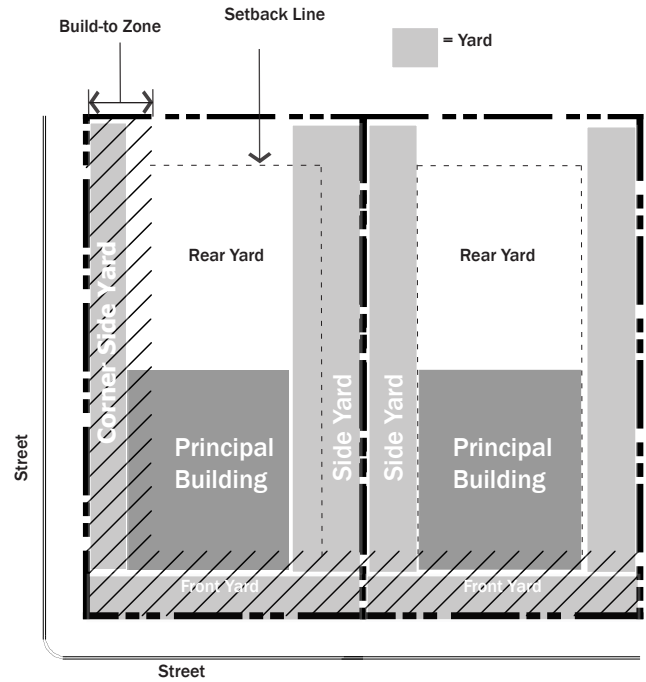 Setback Line
Build-to Zone
= Yard
Rear Yard
Rear Yard
Corner Side Yard
Side Yard
Side Yard
Principal
Building
Principal
Building
Street
Front Yard
Front Yard
Street